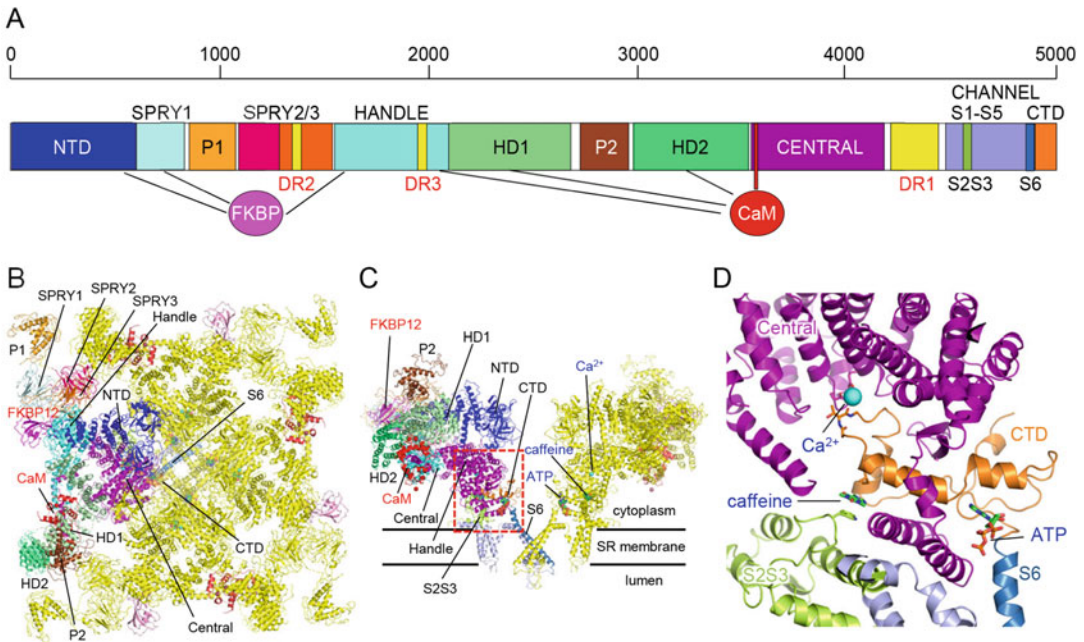 A
0 1000 2000 3000 4000 5000
CHANNEL
SPRY1 SPRY2/3 HANDLE S1-S5 CTD
NTD P1 HD1 P2 HD2 CENTRAL
DR2 DR3 DR1 S2S3 S6
FKBP CaM
B
SPRY1
SPRY2
SPRY3
Handle
P1
NTD
S6
FKBP12
CaM
HD1
HD2
P2
CTD
Central
C
FKBP12
P2
HD1
NTD
CTD
Ca2+
caffeine
ATP
HD2
CaM
S6
Central
cytoplasm
Handle
SR membrane
S2S3
lumen
D
Central
Ca2+
CTD
caffeine
ATP
S2S3
S6